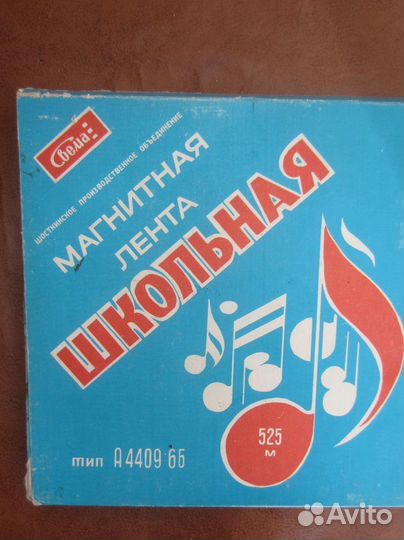 Свема
ШОСТКИНСКОЕ ПРОИЗВОДСТВЕННОЕ ОБЪЕДИНЕНИЕ
МАГНИТНАЯ
ЛЕНТА
ШКОЛЬНАЯ
525
м
тип А4409-6Б
Avito